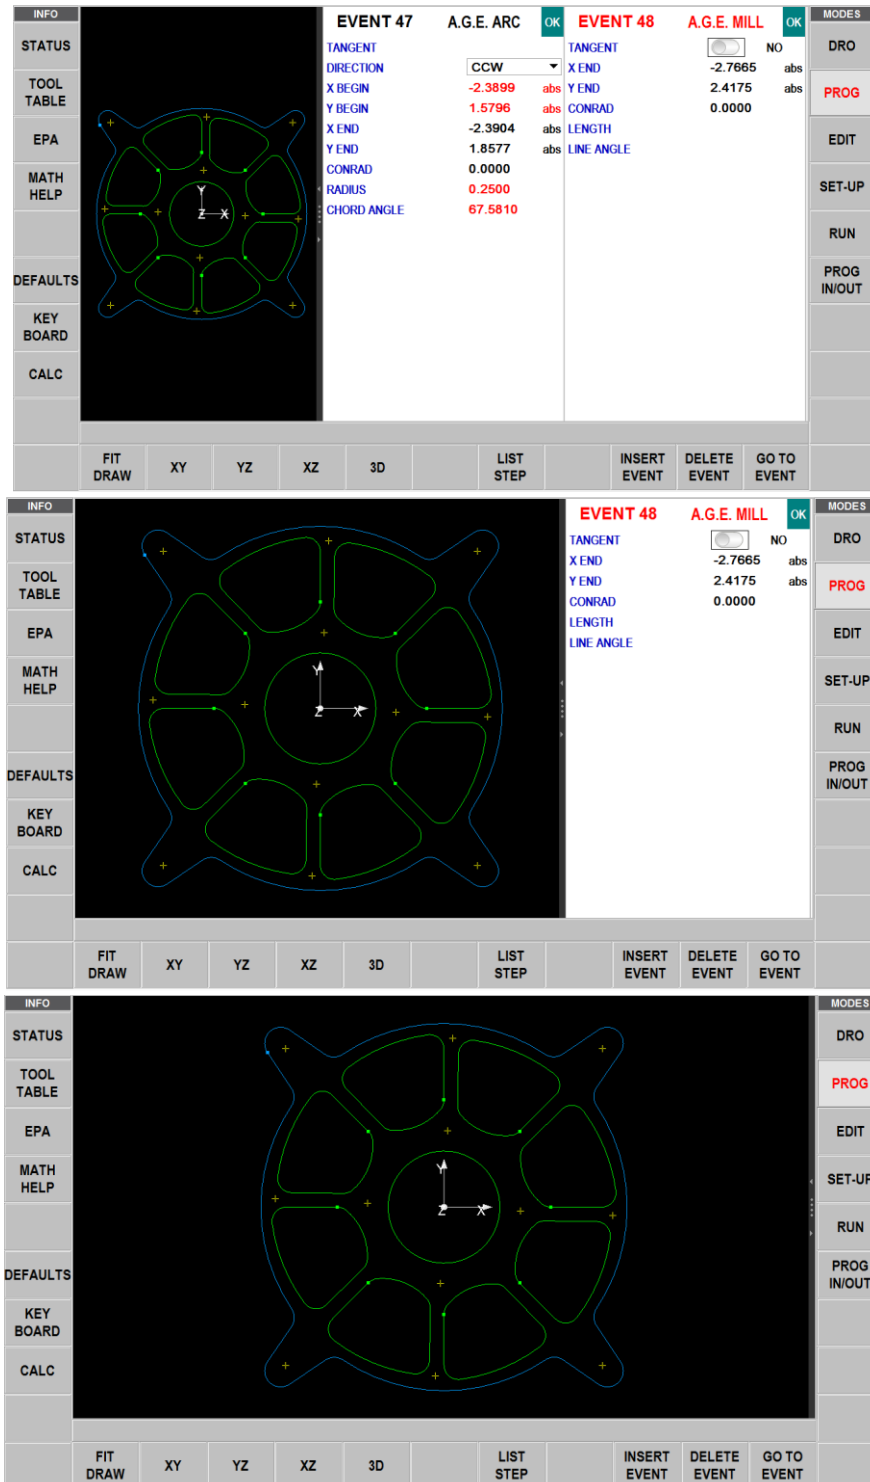 INFO
STATUS
TOOL
TABLE
EPA
MATH
HELP
DEFAULTS
KEY
BOARD
CALC
Y
Z
X
EVENT 47 A.G.E. ARC OK
TANGENT
DIRECTION CCW
X BEGIN -2.3899 abs
Y BEGIN 1.5796 abs
X END -2.3904 abs
Y END 1.8577 abs
CONRAD 0.0000
RADIUS 0.2500
CHORD ANGLE 67.5810
EVENT 48 A.G.E. MILL OK
TANGENT NO
X END -2.7665 abs
Y END 2.4175 abs
CONRAD 0.0000
LENGTH
LINE ANGLE
MODES
DRO
PROG
EDIT
SET-UP
RUN
PROG
IN/OUT
FIT
DRAW
XY
YZ
XZ
3D
LIST
STEP
INSERT
EVENT
DELETE
EVENT
GO TO
EVENT
INFO
STATUS
TOOL
TABLE
EPA
MATH
HELP
DEFAULTS
KEY
BOARD
CALC
Y
Z
X
EVENT 48 A.G.E. MILL OK
TANGENT NO
X END -2.7665 abs
Y END 2.4175 abs
CONRAD 0.0000
LENGTH
LINE ANGLE
MODES
DRO
PROG
EDIT
SET-UP
RUN
PROG
IN/OUT
FIT
DRAW
XY
YZ
XZ
3D
LIST
STEP
INSERT
EVENT
DELETE
EVENT
GO TO
EVENT
INFO
STATUS
TOOL
TABLE
EPA
MATH
HELP
DEFAULTS
KEY
BOARD
CALC
Y
Z
X
MODES
DRO
PROG
EDIT
SET-UP
RUN
PROG
IN/OUT
FIT
DRAW
XY
YZ
XZ
3D
LIST
STEP
INSERT
EVENT
DELETE
EVENT
GO TO
EVENT